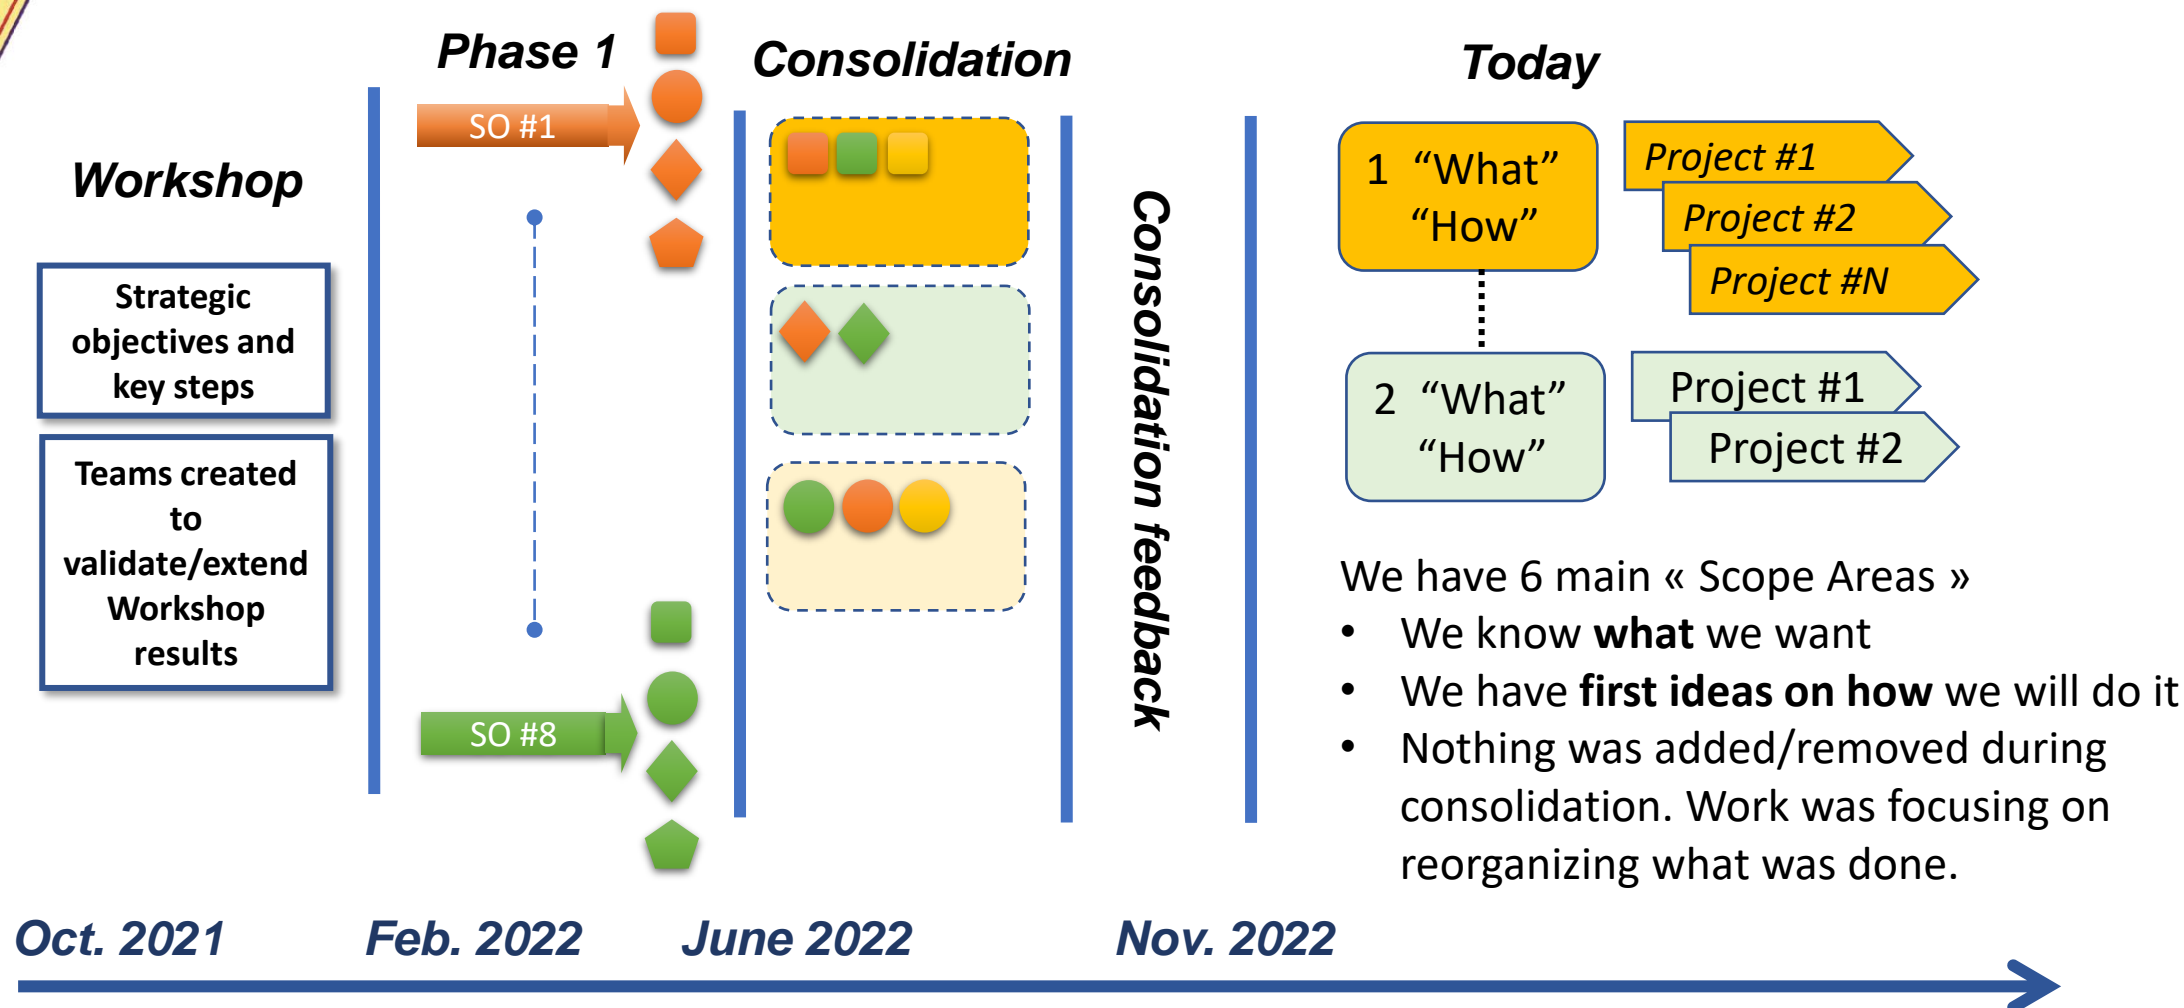 Workshop
Strategic
objectives and
key steps
Teams created
to
validate/extend
Workshop
results
Phase 1
SO #1
SO #8
Consolidation
Consolidation feedback
Today
1 “What”
“How”
Project #1
Project #2
Project #N
2 “What”
“How”
Project #1
Project #2
We have 6 main « Scope Areas »
• We know what we want
• We have first ideas on how we will do it
• Nothing was added/removed during
consolidation. Work was focusing on
reorganizing what was done.
Oct. 2021
Feb. 2022
June 2022
Nov. 2022